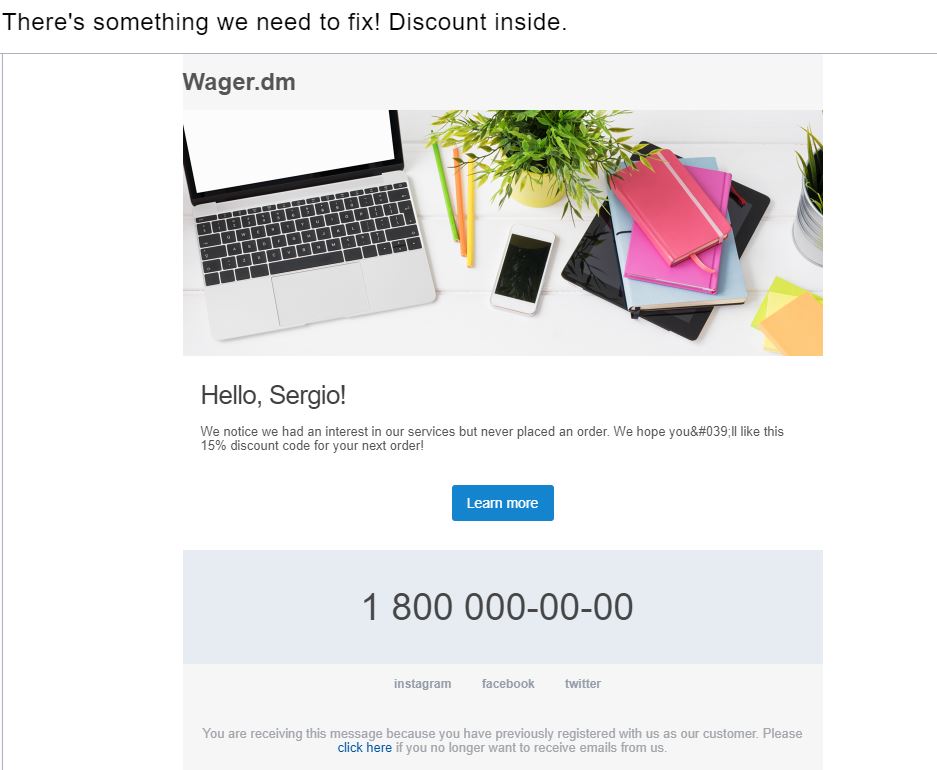 There's something we need to fix! Discount inside.
Wager.dm
Hello, Sergio!
We notice we had an interest in our services but never placed an order. We hope you&#039;ll like this
15% discount code for your next order!
Learn more
1 800 000-00-00
instagram facebook twitter
You are receiving this message because you have previously registered with us as our customer. Please
click here if you no longer want to receive emails from us.